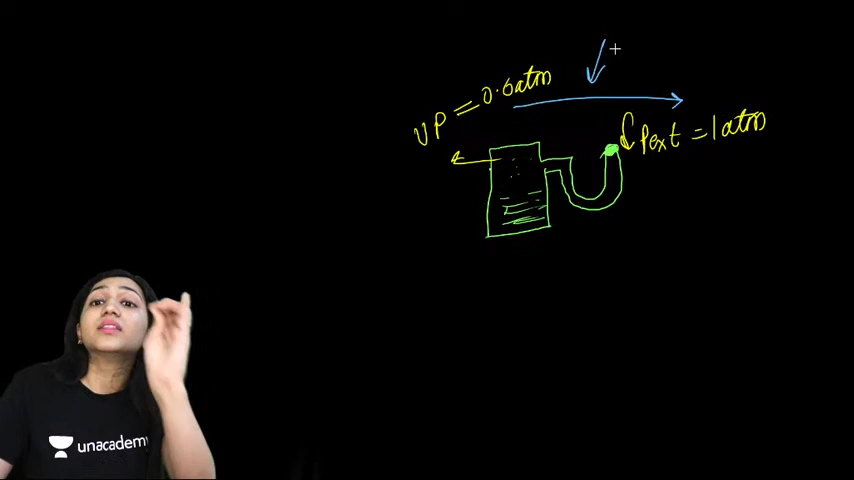 VP = 0.6atm
Pext = 1atm
unacademy